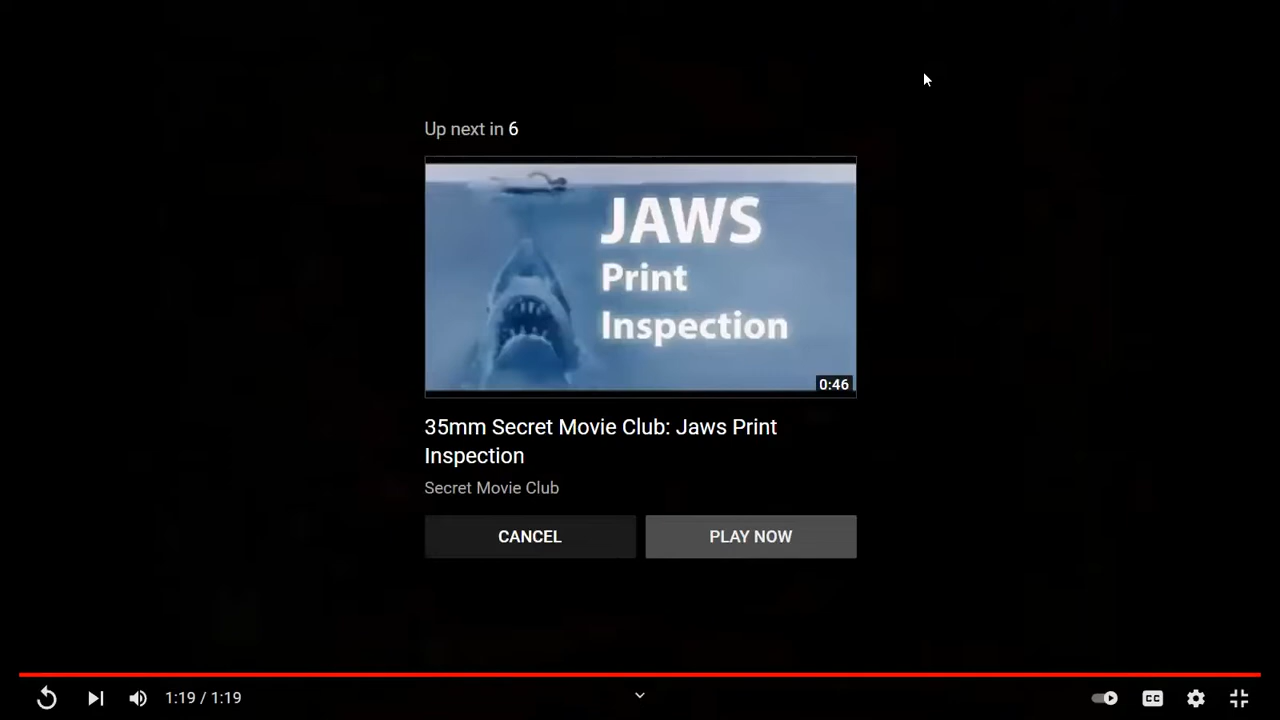 Up next in 6
JAWS
Print
Inspection
0:46
35mm Secret Movie Club: Jaws Print
Inspection
Secret Movie Club
CANCEL
PLAY NOW
1:19 / 1:19
CC